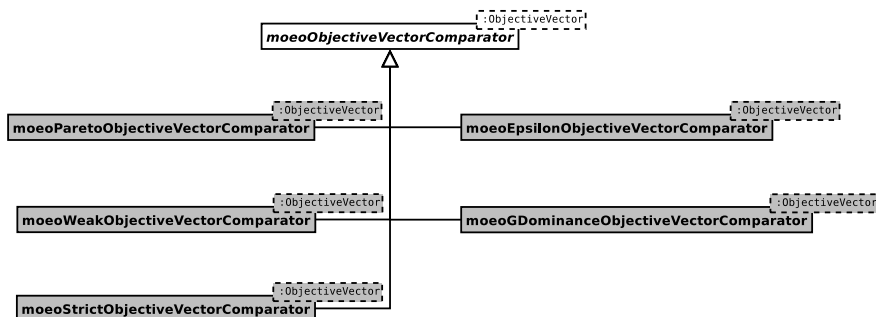 :ObjectiveVector
moeoObjectiveVectorComparator
:ObjectiveVector
moeoParetoObjectiveVectorComparator
:ObjectiveVector
moeoEpsilonObjectiveVectorComparator
:ObjectiveVector
moeoWeakObjectiveVectorComparator
:ObjectiveVector
moeoGDominanceObjectiveVectorComparator
:ObjectiveVector
moeoStrictObjectiveVectorComparator